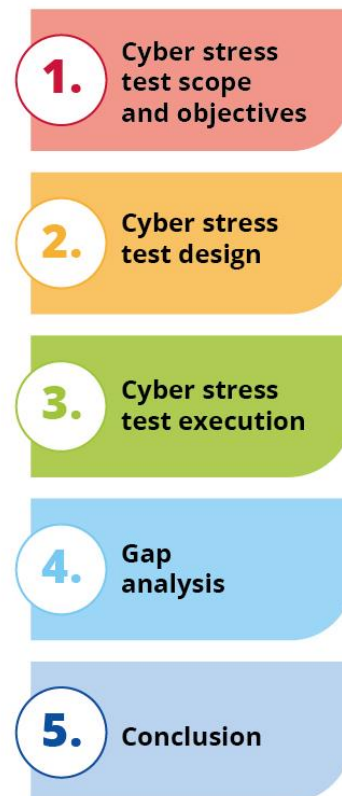 1.
Cyber stress
test scope
and objectives
2.
Cyber stress
test design
3.
Cyber stress
test execution
4.
Gap
analysis
5.
Conclusion